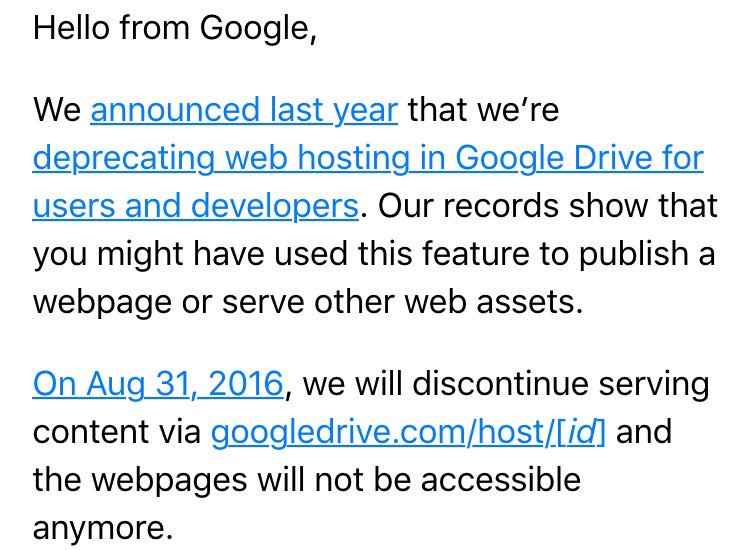 Hello from Google,
We announced last year that we’re
deprecating web hosting in Google Drive for
users and developers. Our records show that
you might have used this feature to publish a
webpage or serve other web assets.
On Aug 31, 2016, we will discontinue serving
content via googledrive.com/host/[id] and
the webpages will not be accessible
anymore.